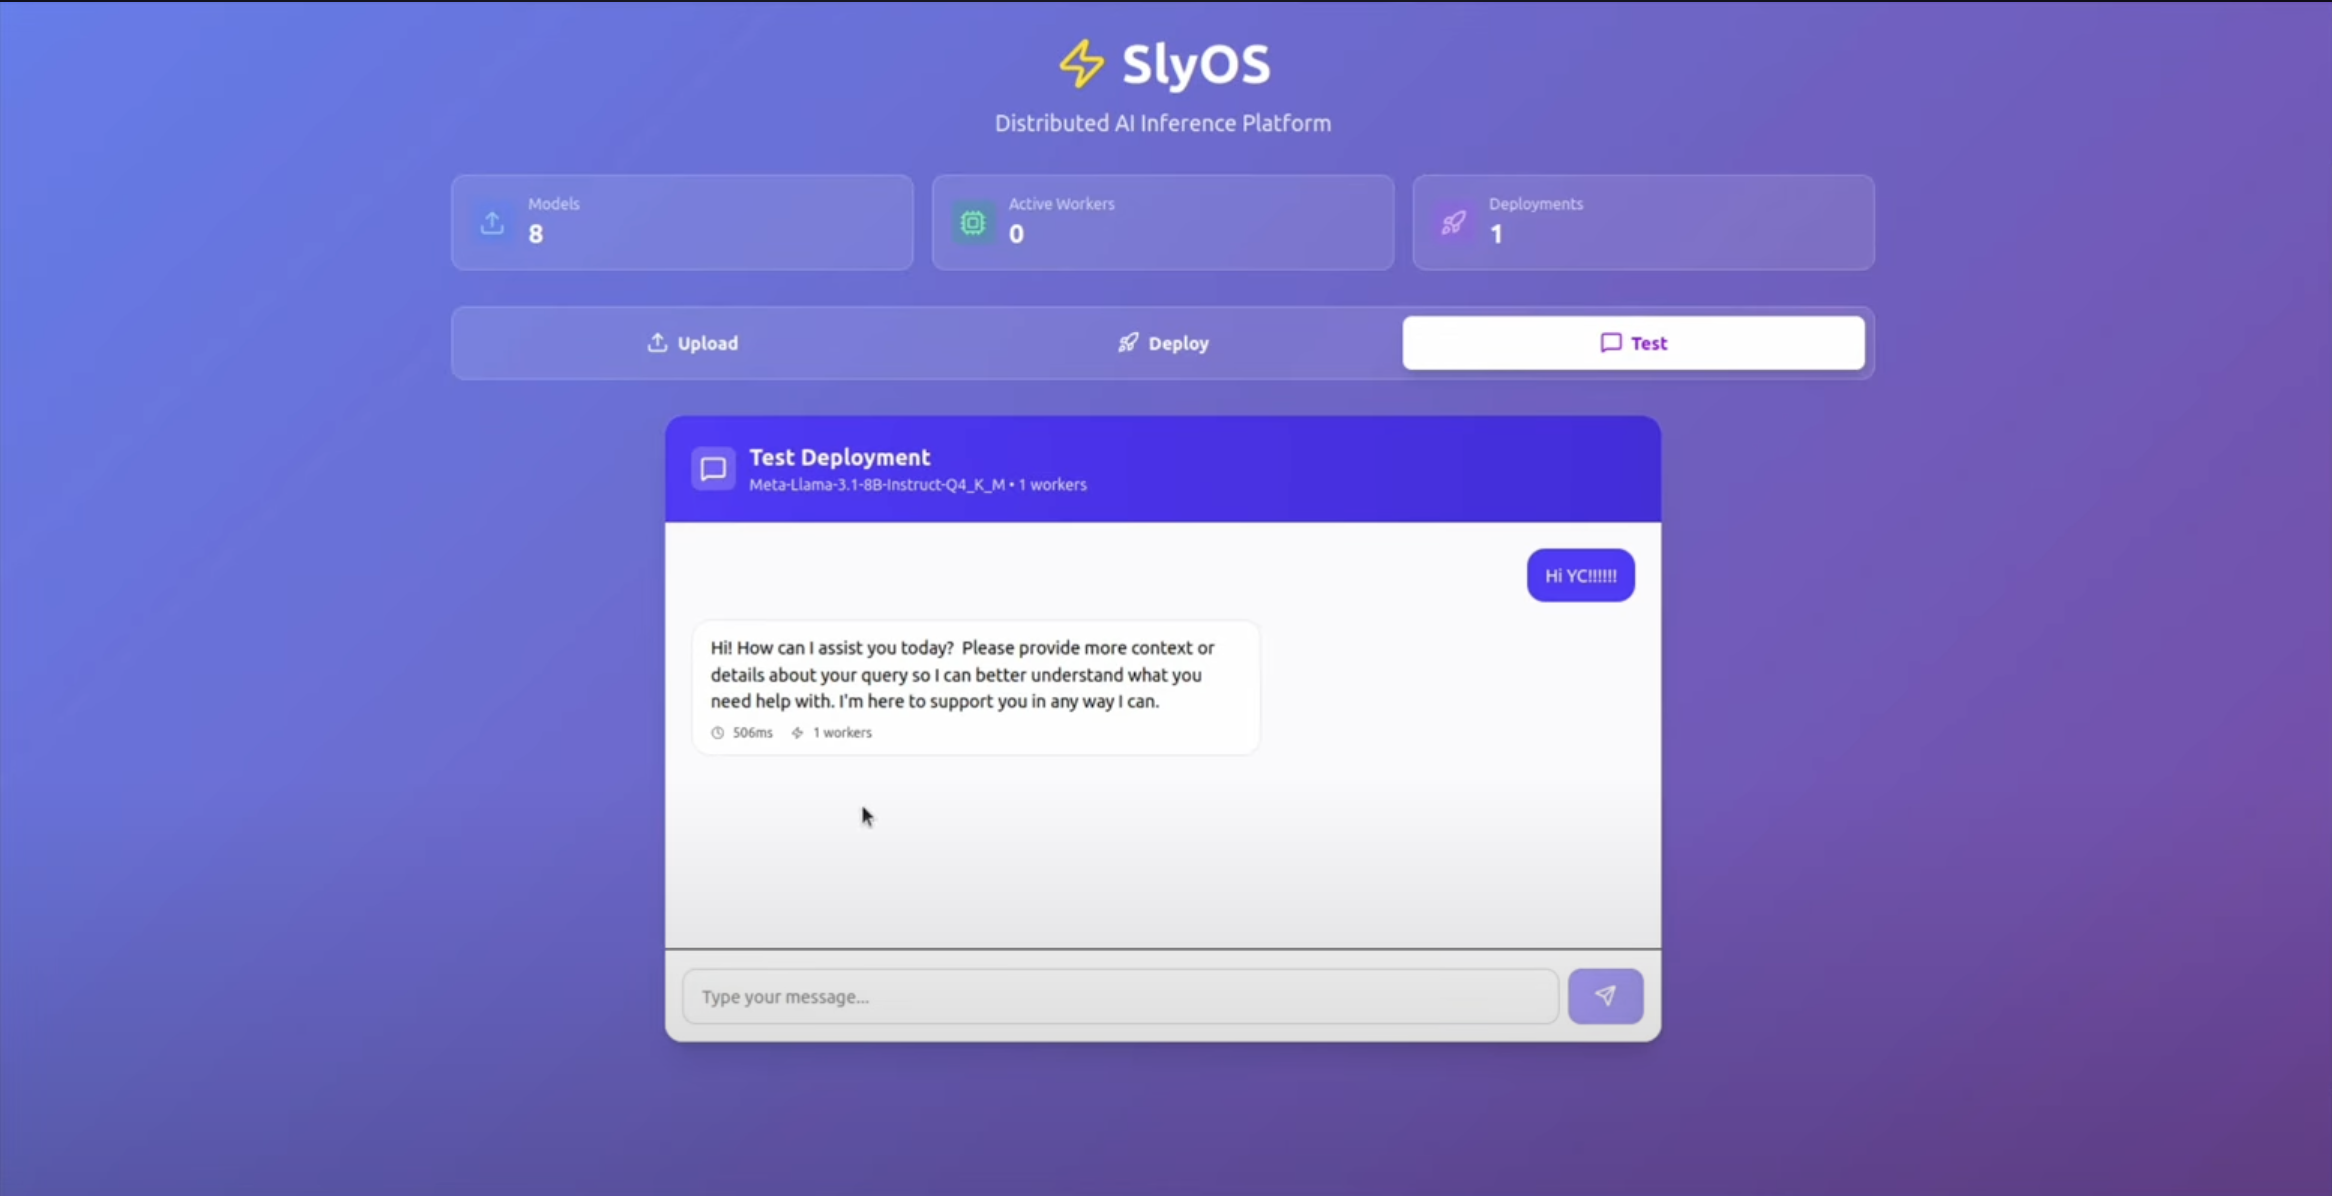 SlyOS
Distributed AI Inference Platform
Models
8
Active Workers
0
Deployments
1
Upload
Deploy
Test
Test Deployment
Meta-Llama-3.1-8B-Instruct-Q4_K_M • 1 workers
Hi YC!!!!!!
Hi! How can I assist you today?  Please provide more context or
details about your query so I can better understand what you
need help with. I'm here to support you in any way I can.
506ms 1 workers
Type your message...